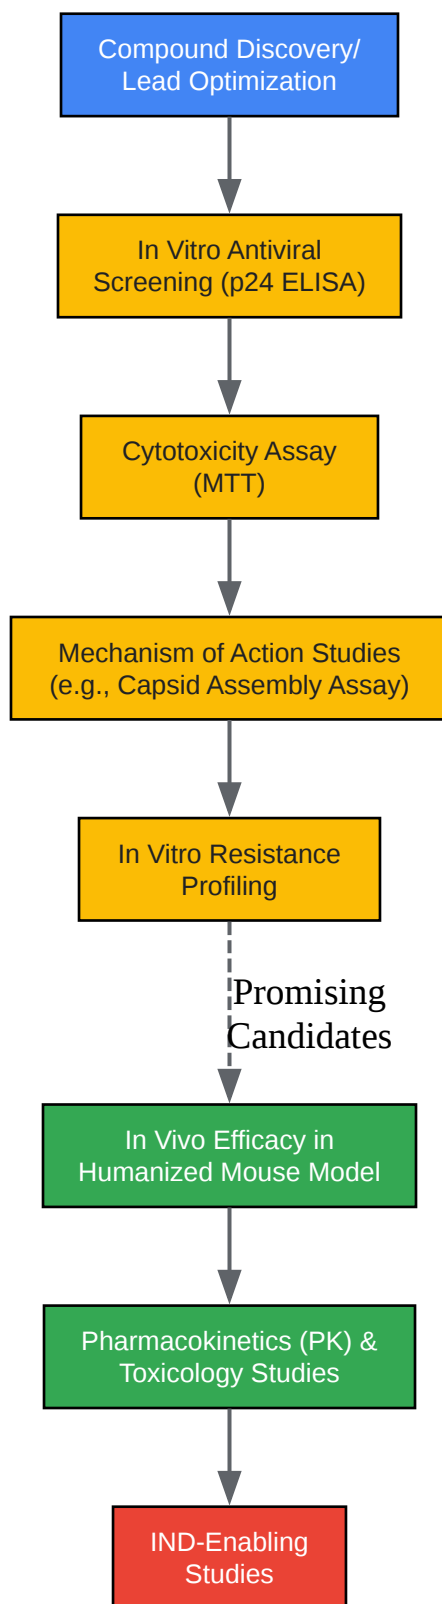 Compound Discovery/
Lead Optimization
In Vitro Antiviral
Screening (p24 ELISA)
Cytotoxicity Assay
(MTT)
Mechanism of Action Studies
(e.g., Capsid Assembly Assay)
In Vitro Resistance
Profiling
Promising
Candidates
In Vivo Efficacy in
Humanized Mouse Model
Pharmacokinetics (PK) &
Toxicology Studies
IND-Enabling
Studies